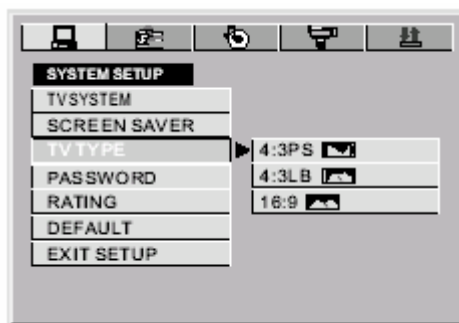 SYSTEM SETUP
TVSYSTEM
SCREEN SAVER
TV TYPE
4:3PS
PASSWORD
4:3LB
RATING
16:9
DEFAULT
EXIT SETUP